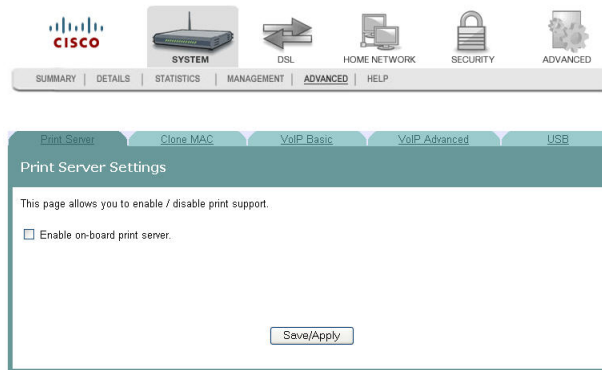 CISCO
SYSTEM DSL HOME NETWORK SECURITY ADVANCED
SUMMARY | DETAILS | STATISTICS | MANAGEMENT | ADVANCED | HELP
Print Server Clone MAC VoIP Basic VoIP Advanced USB
Print Server Settings
This page allows you to enable / disable print support.
Enable on-board print server.
Save/Apply